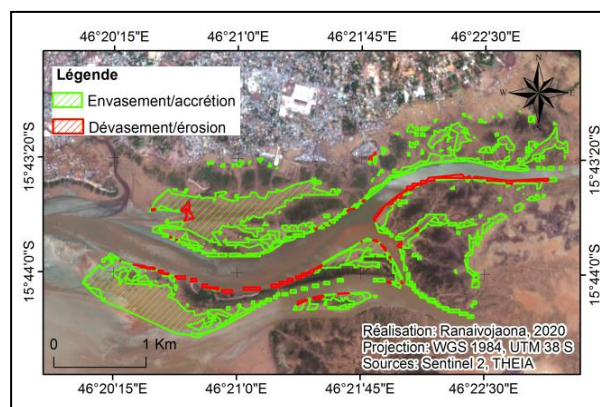 46°20'15"E 46°21'0"E 46°21'45"E 46°22'30"E
Légende
Envasement/accrétion
Dévasement/érosion
N
W E
S
15°43'20"S 15°43'20"S
15°44'0"S 15°44'0"S
Réalisation: Ranaivojaona, 2020
Projection: WGS 1984, UTM 38 S
Sources: Sentinel 2, THEIA
0 1 Km
46°20'15"E 46°21'0"E 46°21'45"E 46°22'30"E